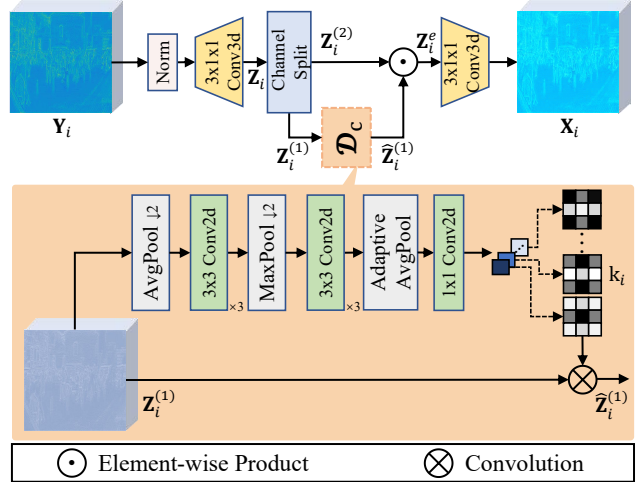 Y_i
Norm
3x1x1
Conv3d
Z_i
Channel
Split
Z_i^(2)
Z_i^e
3x1x1
Conv3d
X_i
Z_i^(1)
𝒟_c
Ẑ_i^(1)
AvgPool ↓2
3x3 Conv2d
×3
MaxPool ↓2
3x3 Conv2d
×3
Adaptive
AvgPool
1x1 Conv2d
k_i
Z_i^(1)
Ẑ_i^(1)
Element-wise Product
Convolution